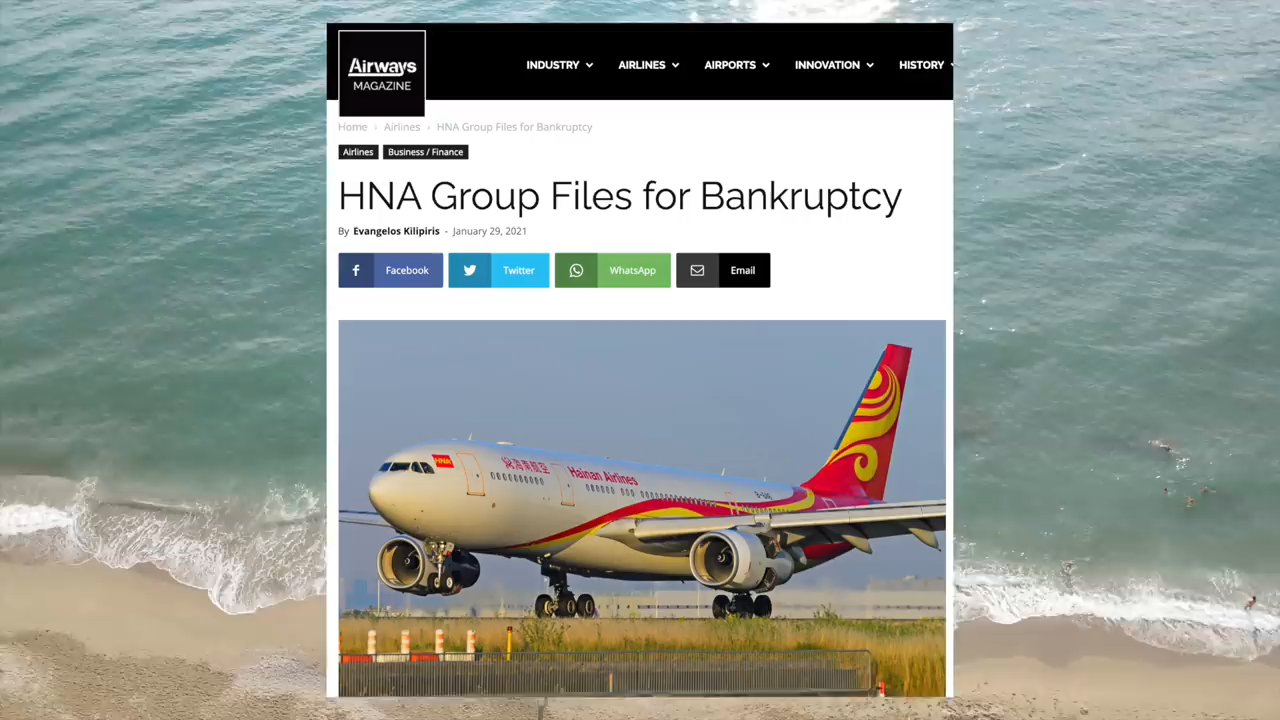 Airways
MAGAZINE
INDUSTRY
AIRLINES
AIRPORTS
INNOVATION
HISTORY
Home › Airlines › HNA Group Files for Bankruptcy
Airlines
Business / Finance
HNA Group Files for Bankruptcy
By Evangelos Kilipiris - January 29, 2021
Facebook
Twitter
WhatsApp
Email
HNA
海南航空
Hainan Airlines